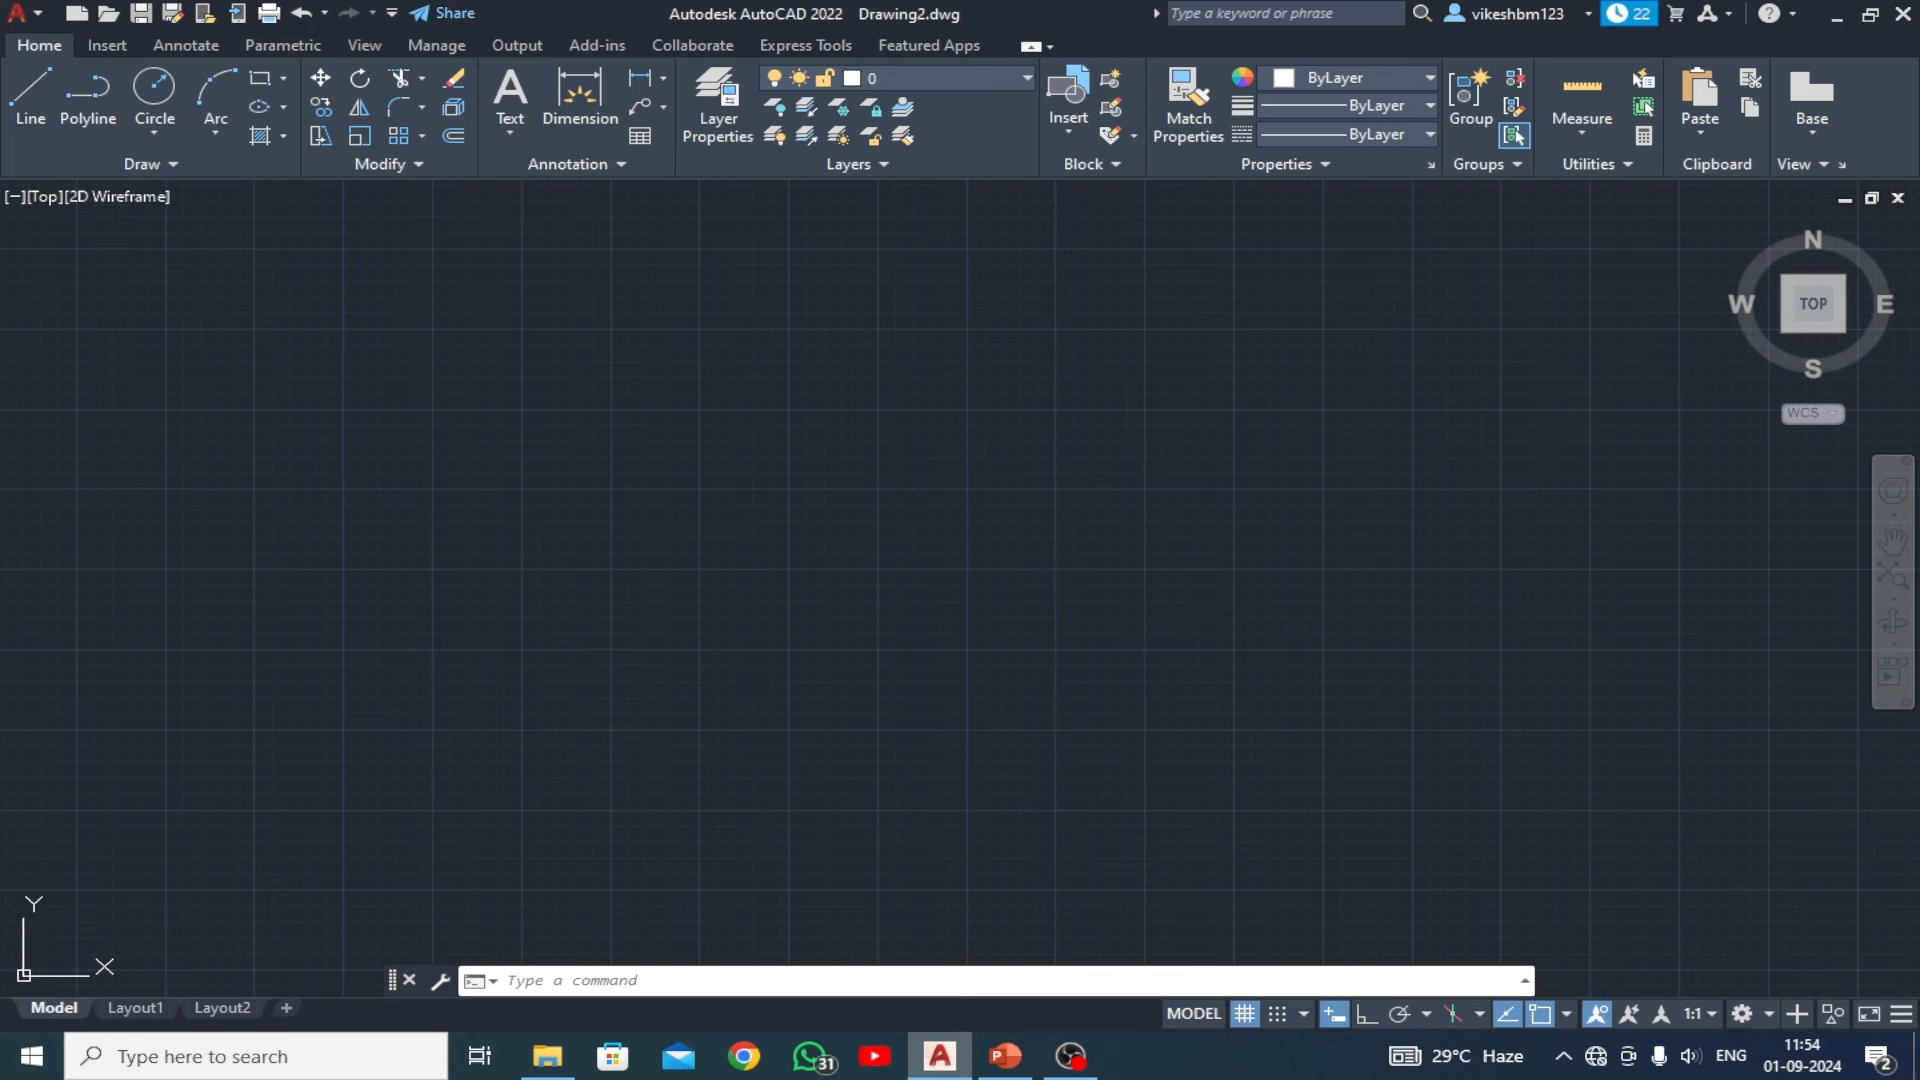 Share Autodesk AutoCAD 2022 Drawing2.dwg Type a keyword or phrase vikeshbm123 22
Home Insert Annotate Parametric View Manage Output Add-ins Collaborate Express Tools Featured Apps
0 ByLayer
Line Polyline Circle Arc Text Dimension Layer Properties Insert Match Properties ByLayer Group Measure Paste Base
ByLayer
Draw Modify Annotation Layers Block Properties Groups Utilities Clipboard View
[−][Top][2D Wireframe]
N
W TOP E
S
WCS
Y
X
Type a command
Model Layout1 Layout2 MODEL 1:1
Type here to search 31 29°C Haze ENG 11:54
01-09-2024 2